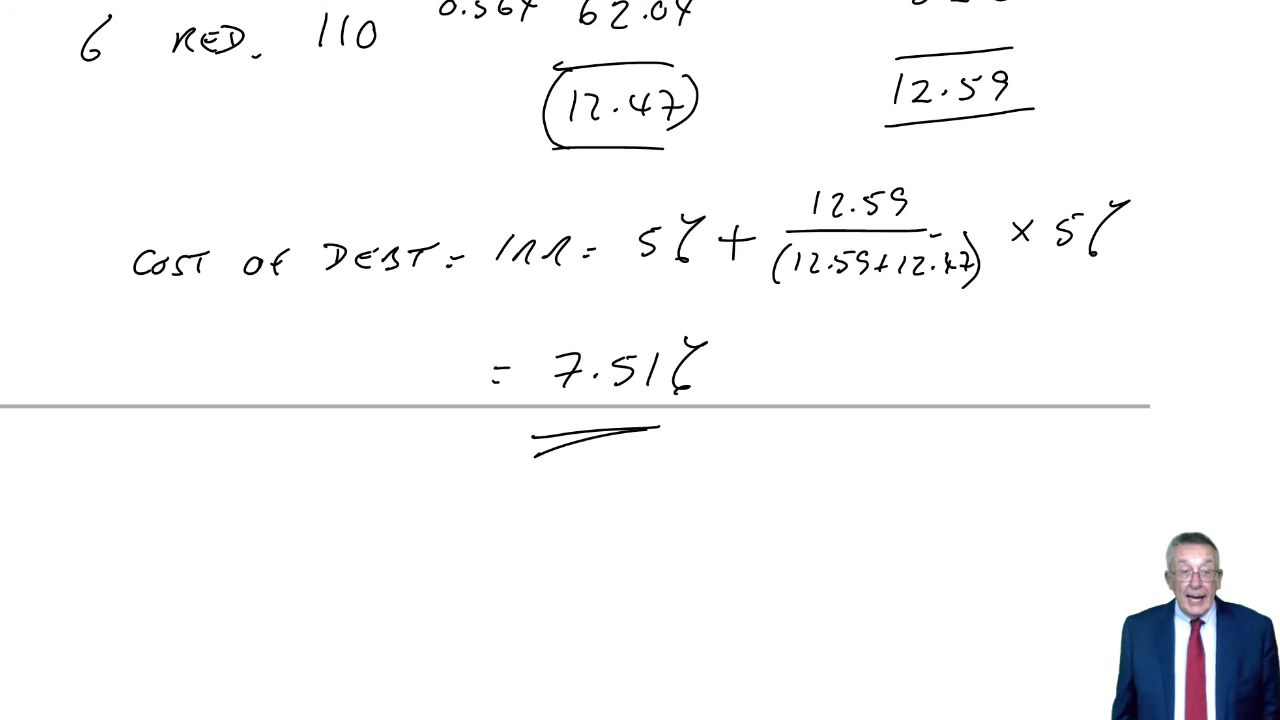 6 RED. 110 0.564 62.04
(12.47) 12.59
COST OF DEBT = IRR = 5% + 12.59 / (12.59+12.47) × 5%
= 7.51%